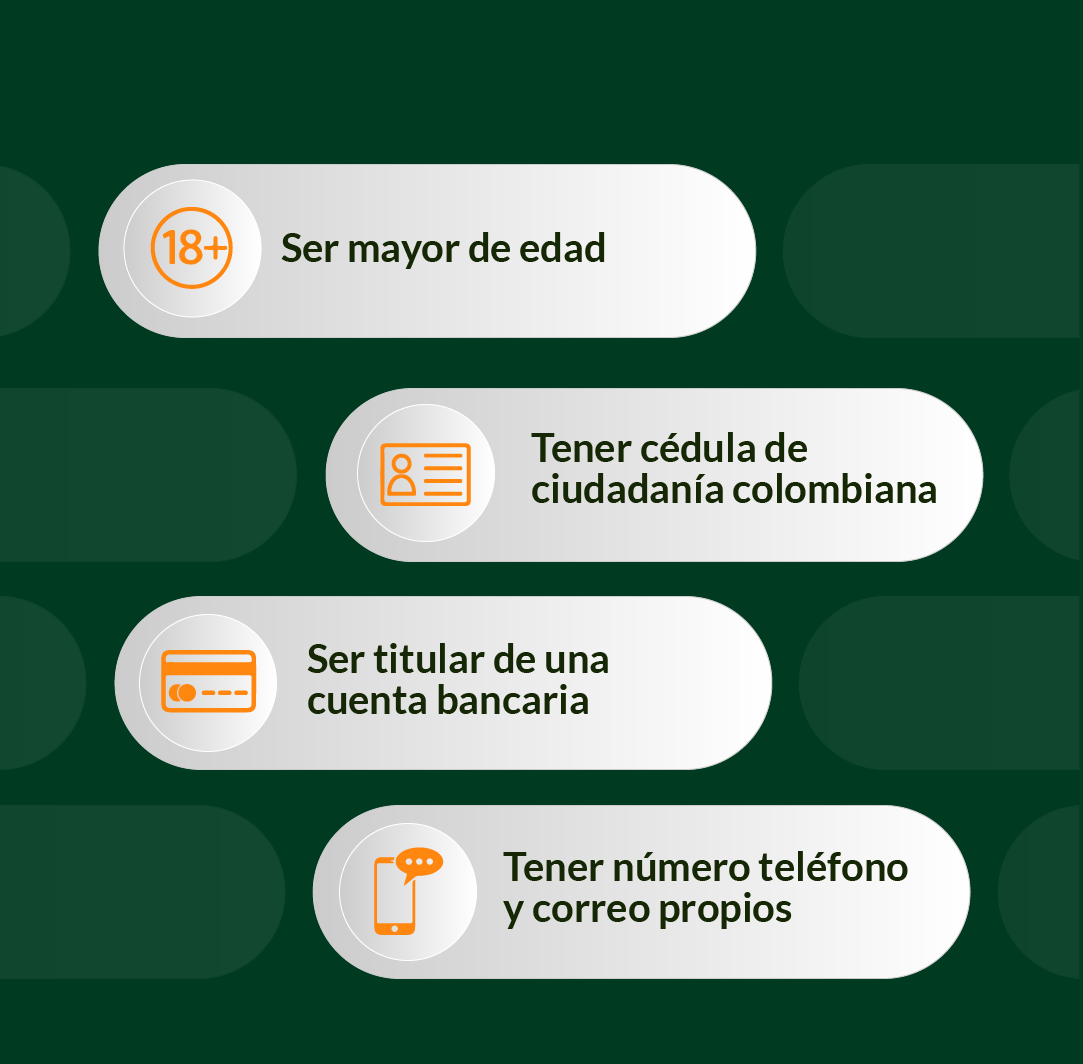 18+
Ser mayor de edad
Tener cédula de
ciudadanía colombiana
Ser titular de una
cuenta bancaria
Tener número teléfono
y correo propios